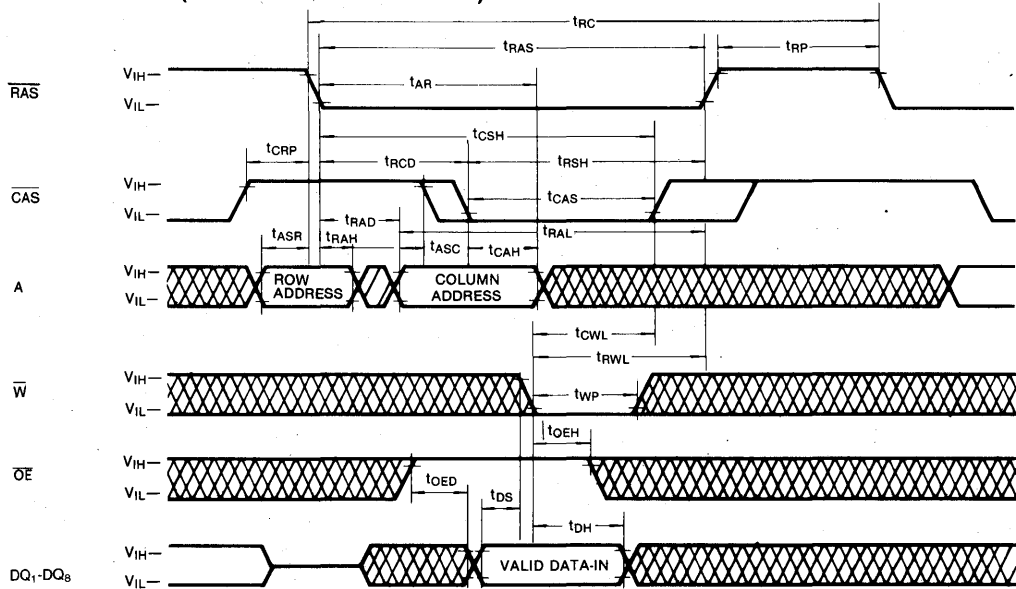 tRC
tRAS
tRP
tAR
RAS
VIH—
VIL—
tCSH
tCRP
tRCD
tRSH
CAS
VIH—
VIL—
tCAS
tRAD
tRAL
tASR
tRAH
tASC
tCAH
A
VIH—
VIL—
ROW ADDRESS
COLUMN ADDRESS
tCWL
tRWL
W
VIH—
VIL—
tWP
tOEH
OE
VIH—
VIL—
tOED
tDS
tDH
DQ1-DQ8
VIH—
VIL—
VALID DATA-IN